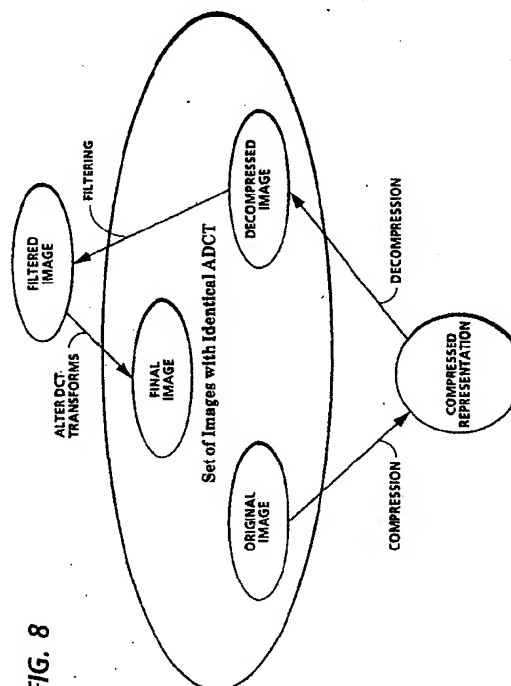 FIG. 8
FILTERED
IMAGE
ALTER DCT
TRANSFORMS
FILTERING
FINAL
IMAGE
Set of Images with Identical ADCT
ORIGINAL
IMAGE
DECOMPRESSED
IMAGE
COMPRESSION
DECOMPRESSION
COMPRESSED
REPRESENTATION